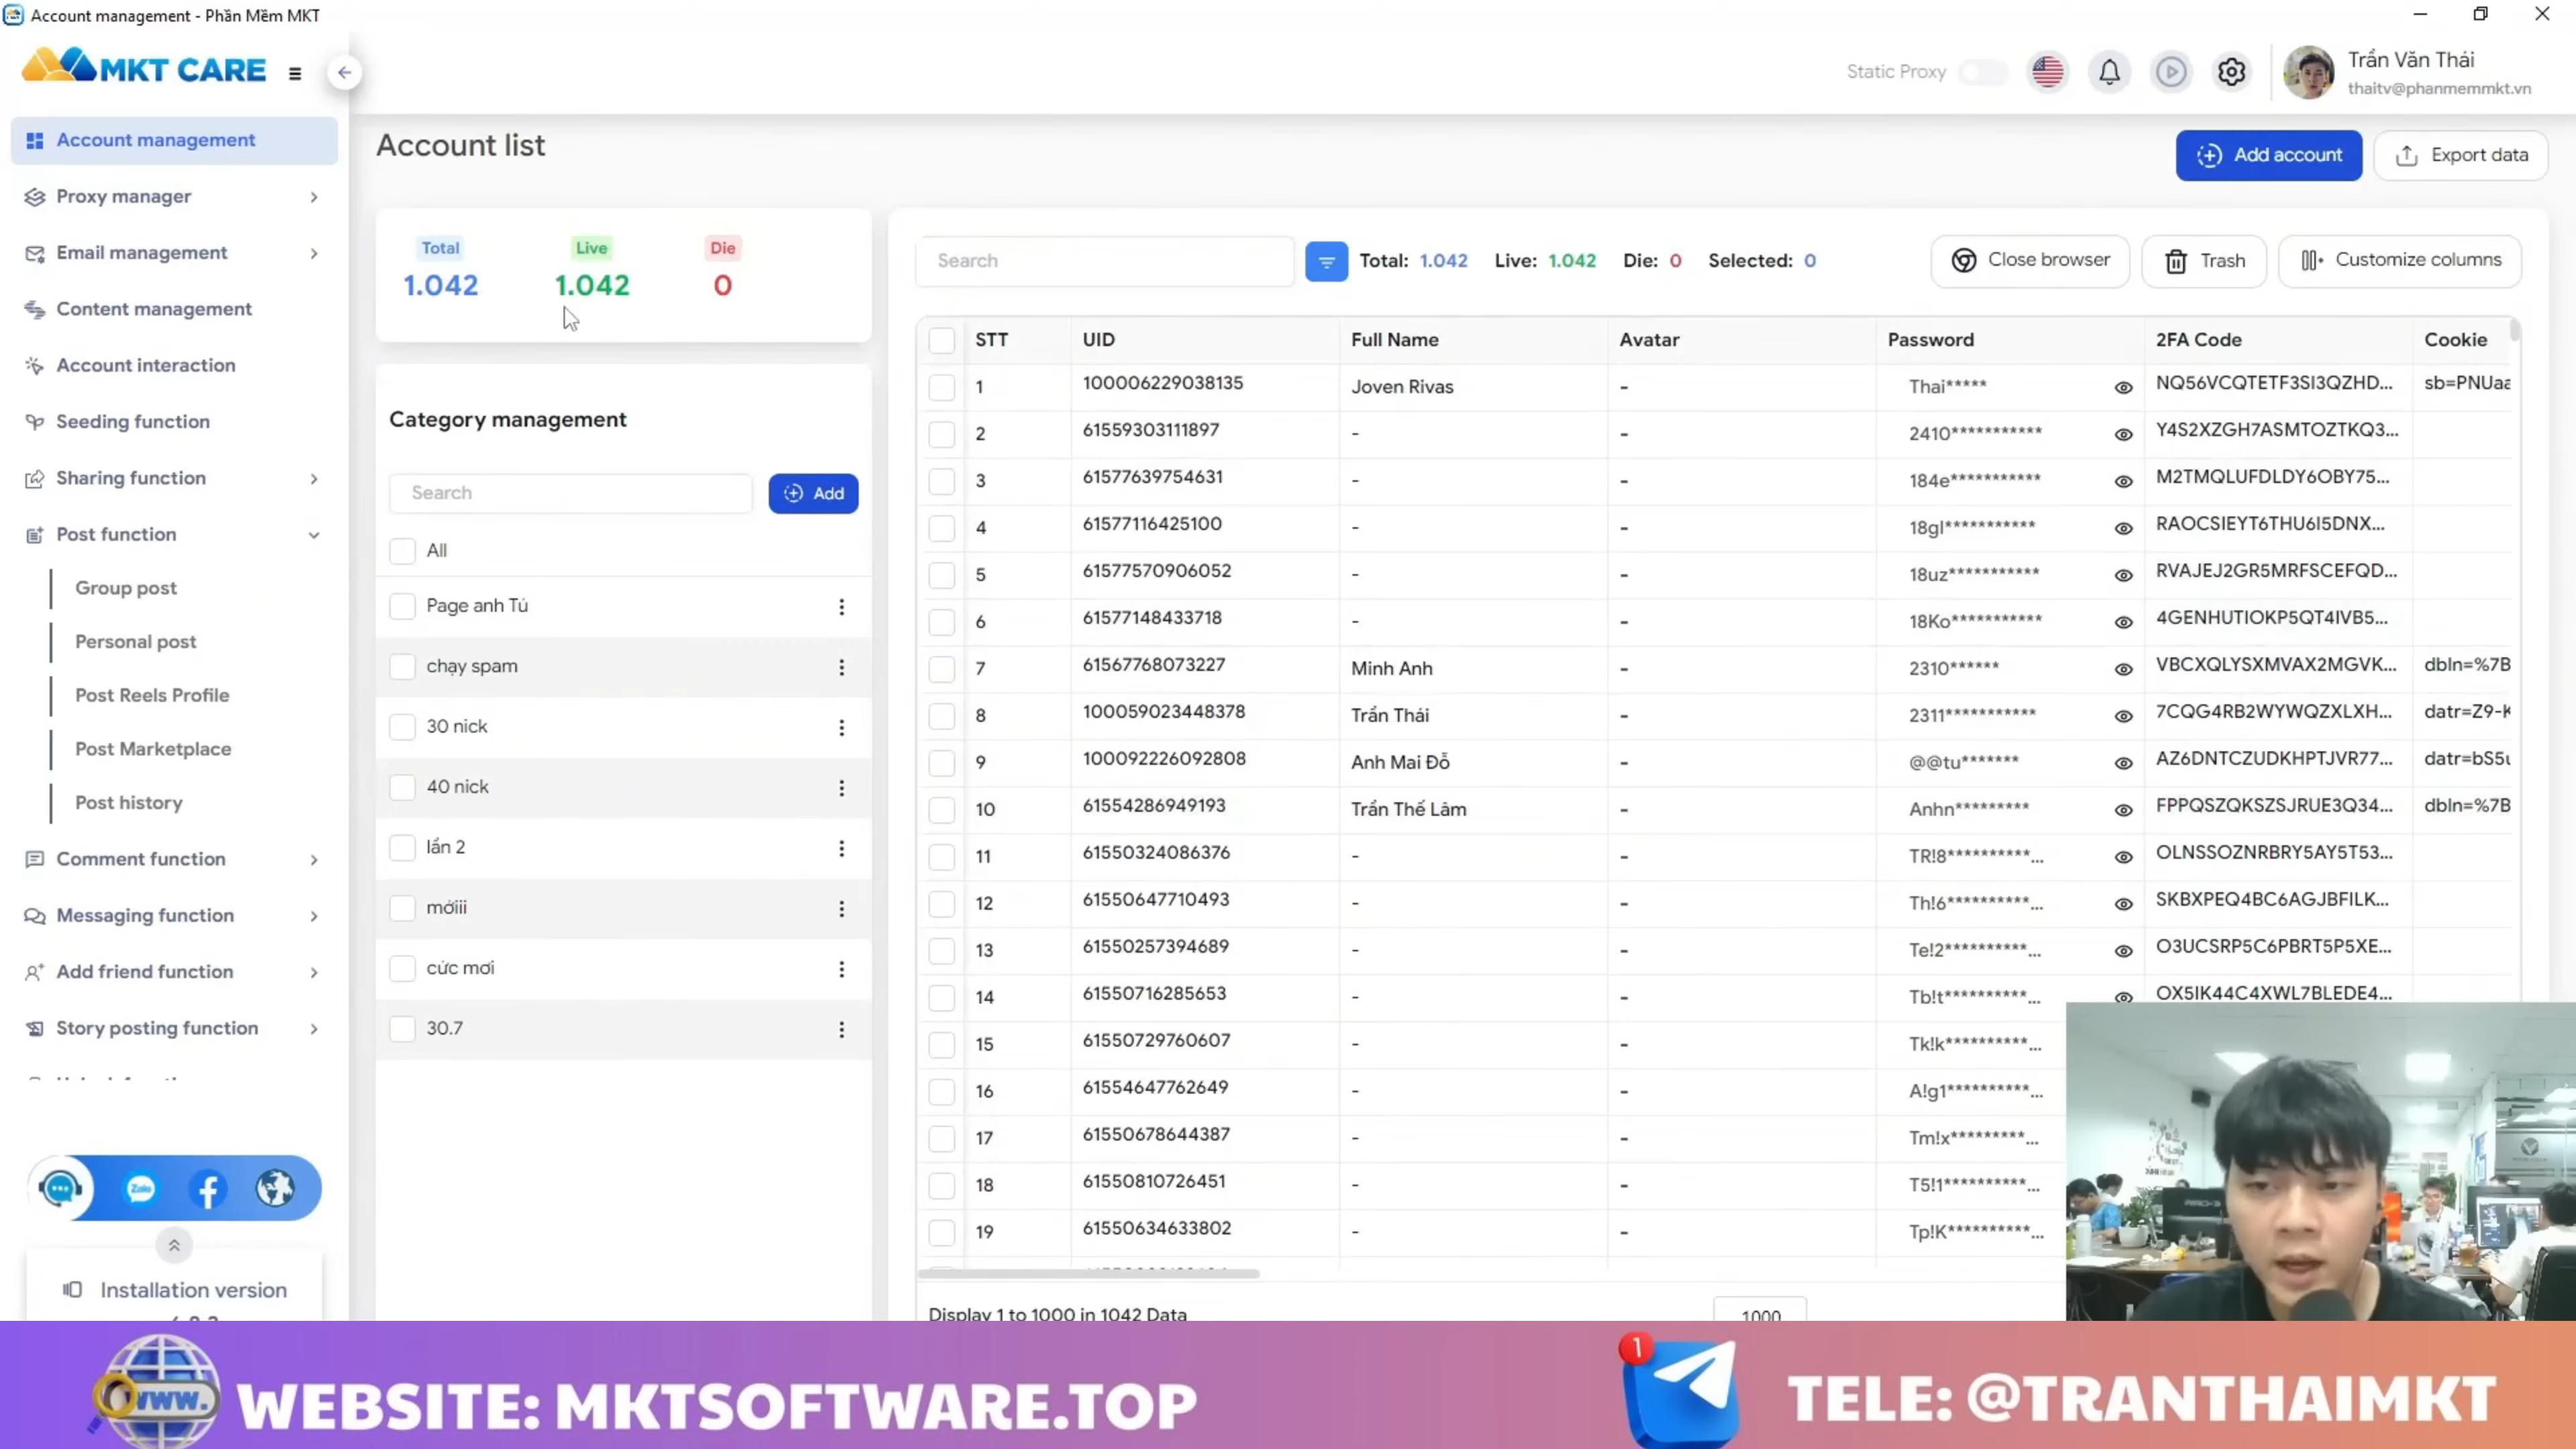 Account management - Phần Mềm MKT
MKT CARE
Static Proxy
Trần Văn Thái
thaitv@phanmemmkt.vn
Account management
Proxy manager
Email management
Content management
Account interaction
Seeding function
Sharing function
Post function
Group post
Personal post
Post Reels Profile
Post Marketplace
Post history
Comment function
Messaging function
Add friend function
Story posting function
Zalo
Installation version
Account list
Add account
Export data
Total Live Die
1.042 1.042 0
Category management
Search
Add
All
Page anh Tú
chạy spam
30 nick
40 nick
lần 2
mớiii
cức mơi
30.7
Search
Total: 1.042 Live: 1.042 Die: 0 Selected: 0
Close browser
Trash
Customize columns
STT UID Full Name Avatar Password 2FA Code Cookie
1 100006229038135 Joven Rivas - Thai***** NQ56VCQTETF3SI3QZHD... sb=PNUaa
2 61559303111897 - - 2410*********** Y4S2XZGH7ASMTOZTKQ3...
3 61577639754631 - - 184e*********** M2TMQLUFDLDY6OBY75...
4 61577116425100 - - 18gl*********** RAOCSIEYT6THU6I5DNX...
5 61577570906052 - - 18uz*********** RVAJEJ2GR5MRFSCEFQD...
6 61577148433718 - - 18Ko*********** 4GENHUTIOKP5QT4IVB5...
7 61567768073227 Minh Anh - 2310****** VBCXQLYSXMVAX2MGVK... dbln=%7B
8 100059023448378 Trần Thái - 2311*********** 7CQG4RB2WYWQZXLXH... datr=Z9-K
9 100092226092808 Anh Mai Đỗ - @@tu******* AZ6DNTCZUDKHPTJVR77... datr=bS5u
10 61554286949193 Trần Thế Lâm - Anhn********* FPPQSZQKSZSJRUE3Q34... dbln=%7B
11 61550324086376 - - TR!8**********... OLNSSOZNRBRY5AY5T53...
12 61550647710493 - - Th!6**********... SKBXPEQ4BC6AGJBFILK...
13 61550257394689 - - Te!2**********... O3UCSRP5C6PBRT5P5XE...
14 61550716285653 - - Tb!t**********... OX5IK44C4XWL7BLEDE4...
15 61550729760607 - - Tk!k**********...
16 61554647762649 - - A!g1**********...
17 61550678644387 - - Tm!x*********...
18 61550810726451 - - T5!1**********...
19 61550634633802 - - Tp!K**********...
Display 1 to 1000 in 1042 Data
1000
WWW.
WEBSITE: MKTSOFTWARE.TOP
1
TELE: @TRANTHAIMKT